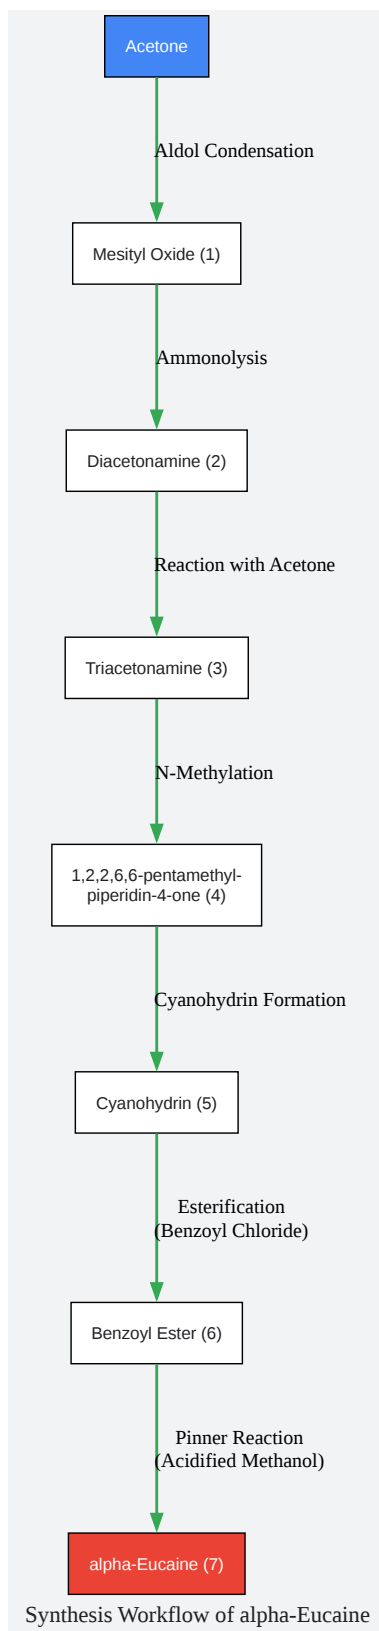 Acetone
Aldol Condensation
Mesityl Oxide (1)
Ammonolysis
Diacetonamine (2)
Reaction with Acetone
Triacetonamine (3)
N-Methylation
1,2,2,6,6-pentamethyl-
piperidin-4-one (4)
Cyanohydrin Formation
Cyanohydrin (5)
Esterification
(Benzoyl Chloride)
Benzoyl Ester (6)
Pinner Reaction
(Acidified Methanol)
alpha-Eucaine (7)
Synthesis Workflow of alpha-Eucaine